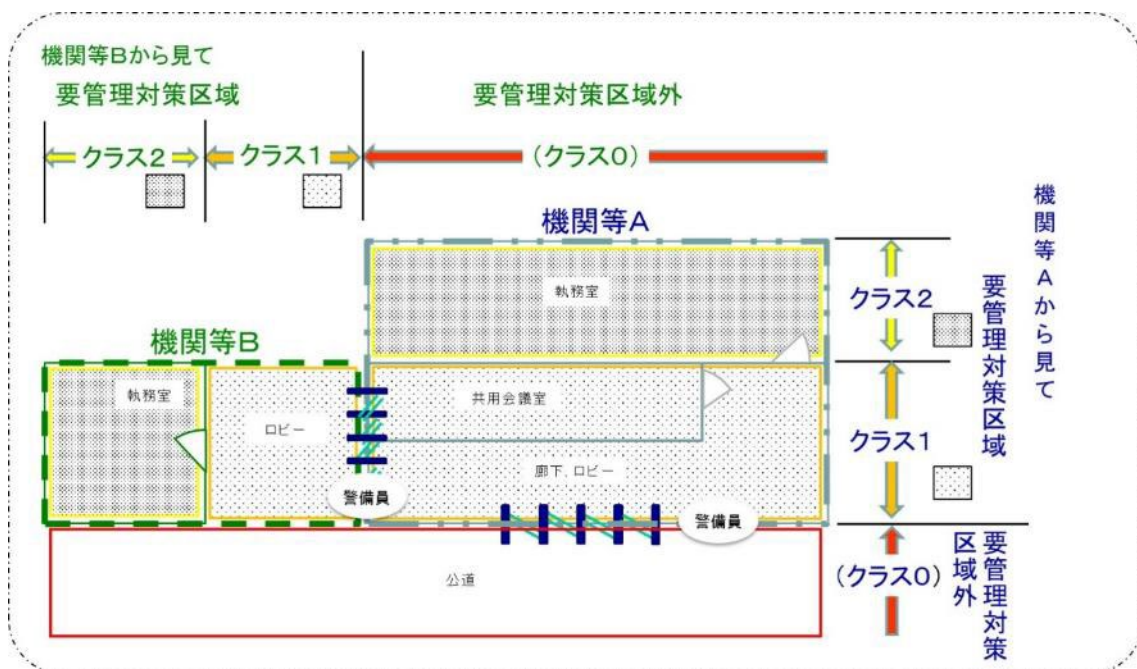 機関等Bから見て
要管理対策区域
要管理対策区域外
クラス2
クラス1
(クラス0)
機関等Aから見て
機関等A
執務室
クラス2
要管理対策区域
機関等B
執務室
ロビー
共用会議室
クラス1
廊下、ロビー
警備員
警備員
公道
(クラス0)
要管理対策
区域外